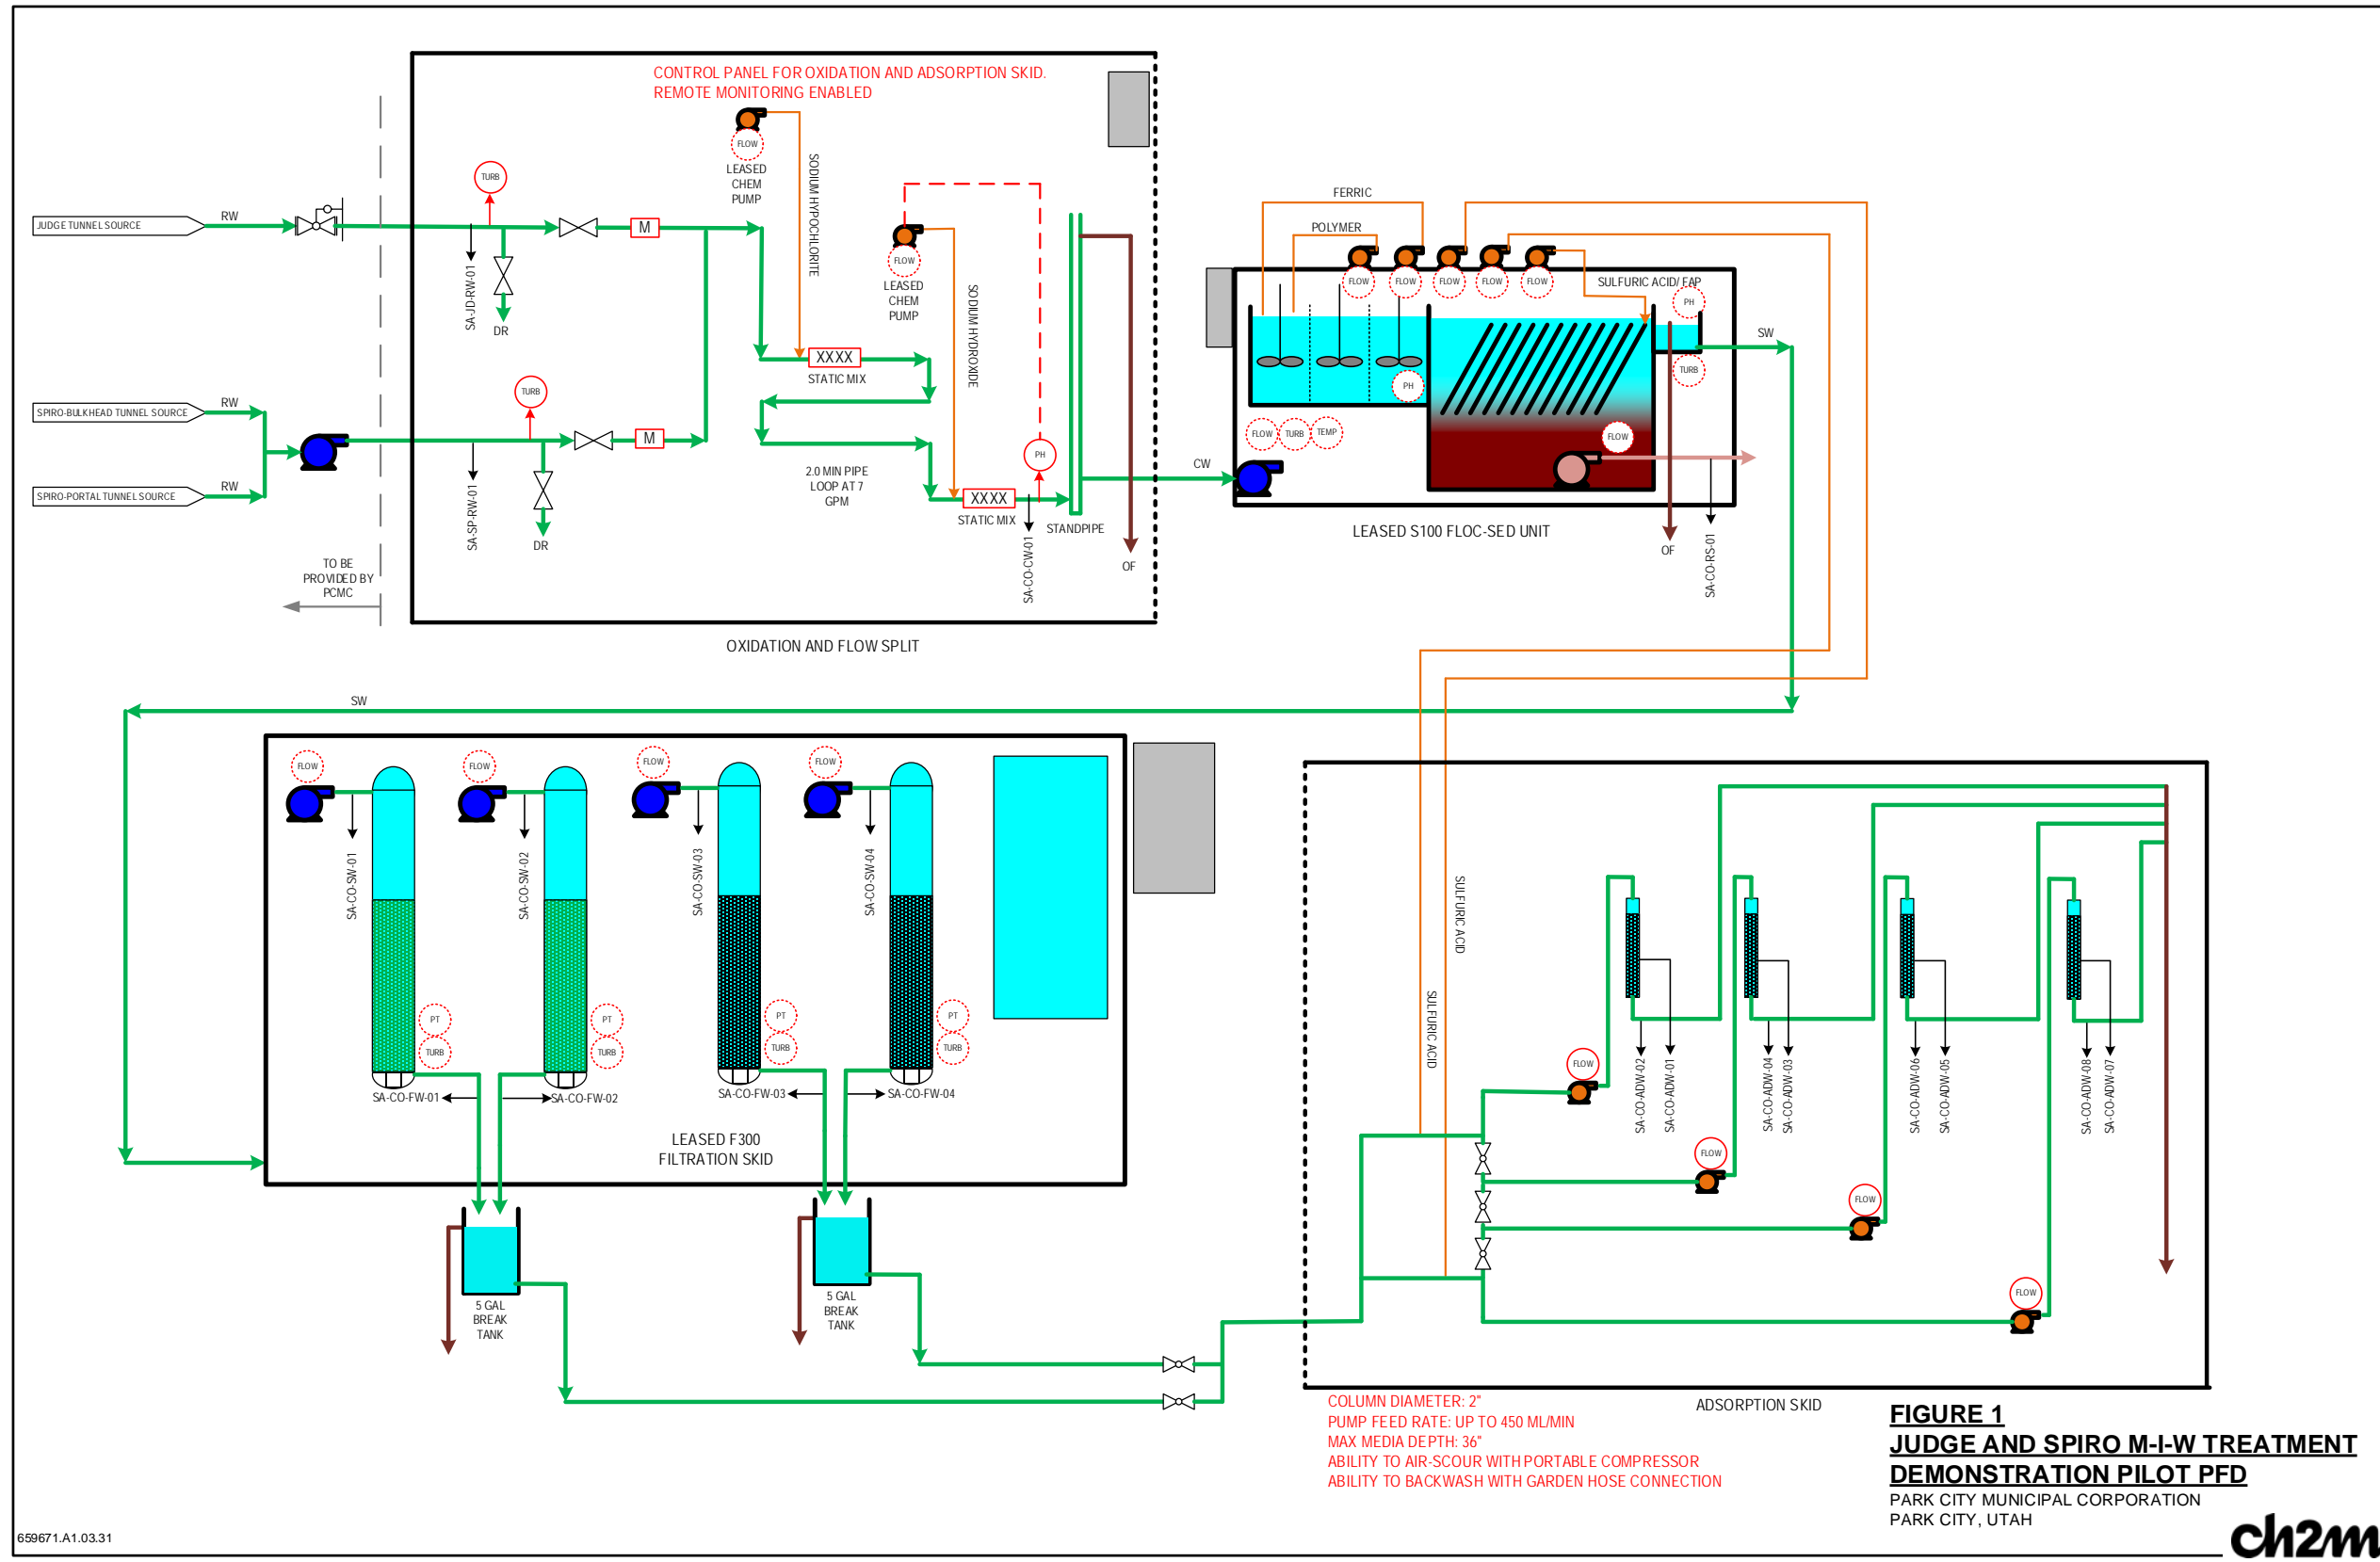 CONTROL PANEL FOR OXIDATION AND ADSORPTION SKID.
REMOTE MONITORING ENABLED
FLOW
LEASED
CHEM
PUMP
SODIUM HYPOCHLORITE
JUDGE TUNNEL SOURCE
RW
TURB
SA-JD-RW-01
DR
M
FLOW
LEASED
CHEM
PUMP
SODIUM HYDROXIDE
XXXX
STATIC MIX
SPIRO-BULKHEAD TUNNEL SOURCE
RW
SPIRO-PORTAL TUNNEL SOURCE
RW
TURB
SA-SP-RW-01
DR
M
2.0 MIN PIPE
LOOP AT 7
GPM
XXXX
STATIC MIX
PH
SA-CO-CW-01
STANDPIPE
OF
TO BE
PROVIDED BY
PCMC
OXIDATION AND FLOW SPLIT
FERRIC
POLYMER
FLOW
FLOW
FLOW
FLOW
FLOW
SULFURIC ACID/ FAP
PH
SW
TURB
PH
FLOW
TURB
TEMP
FLOW
CW
LEASED S100 FLOC-SED UNIT
OF
SA-CO-RS-01
SW
FLOW
FLOW
FLOW
FLOW
SA-CO-SW-01
SA-CO-SW-02
SA-CO-SW-03
SA-CO-SW-04
PT
TURB
PT
TURB
PT
TURB
PT
TURB
SA-CO-FW-01
SA-CO-FW-02
SA-CO-FW-03
SA-CO-FW-04
LEASED F300
FILTRATION SKID
5 GAL
BREAK
TANK
5 GAL
BREAK
TANK
SULFURIC ACID
SULFURIC ACID
FLOW
FLOW
FLOW
FLOW
SA-CO-ADW-02
SA-CO-ADW-01
SA-CO-ADW-04
SA-CO-ADW-03
SA-CO-ADW-06
SA-CO-ADW-05
SA-CO-ADW-08
SA-CO-ADW-07
ADSORPTION SKID
COLUMN DIAMETER: 2"
PUMP FEED RATE: UP TO 450 ML/MIN
MAX MEDIA DEPTH: 36"
ABILITY TO AIR-SCOUR WITH PORTABLE COMPRESSOR
ABILITY TO BACKWASH WITH GARDEN HOSE CONNECTION
FIGURE 1
JUDGE AND SPIRO M-I-W TREATMENT
DEMONSTRATION PILOT PFD
PARK CITY MUNICIPAL CORPORATION
PARK CITY, UTAH
659671.A1.03.31
ch2m